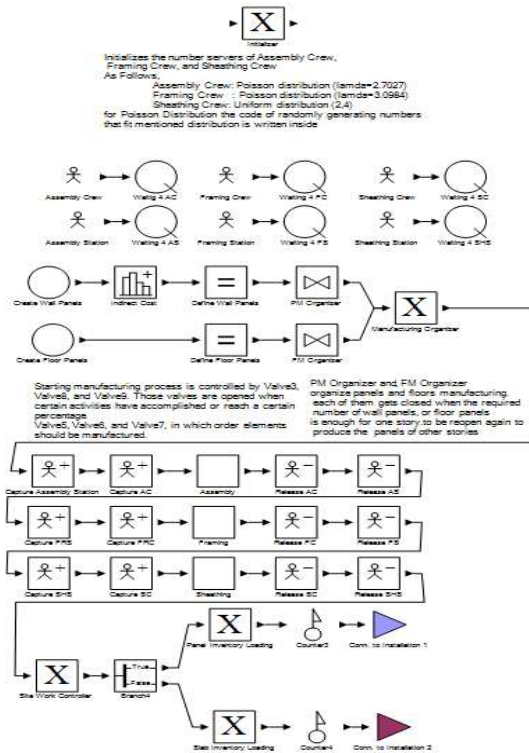 X
Initializer
Initializes the number servers of Assembly Crew,
Framing Crew, and Sheathing Crew
As Follows,
Assembly Crew: Poisson distribution (lamda=2.7027)
Framing Crew : Poisson distribution (lamda=3.0984)
Sheathing Crew: Uniform distribution (2,4)
for Poisson Distribution the code of randomly generating numbers
that fit mentioned distribution is written inside
Assembly Crew Waiting 4 AC Framing Crew Waiting 4 FC Sheathing Crew Waiting 4 SC
Assembly Station Waiting 4 AS Framing Station Waiting 4 FS Sheathing Station Waiting 4 SHS
+ = X
Create Wall Panels Indirect Cost Define Wall Panels PM Organizer Manufacturing Organizer
=
Create Floor Panels Define Floor Panels PM Organizer
Starting manufacturing process is controlled by Valve3,
Valve8, and Valve9. Those valves are opened when
certain activities have accomplished or reach a certain
percentage.
Valve5, Valve6, and Valve7, in which order elements
should be manufactured.
PM Organizer and FM Organizer
organize panels and floors manufacturing.
each of them gets closed when the required
number of wall panels, or floor panels
is enough for one story.to be reopen again to
produce the panels of other stories
+ + − −
Capture Assembly Station Capture AC Assembly Release AC Release AS
+ + − −
Capture FRS Capture FRC Framing Release FC Release FS
+ + − −
Capture SHS Capture SC Sheathing Release SC Release SHS
X
Panel Inventory Loading Counter3 Conn. to Installation 1
X True
False
Site Work Controller Branch4
X
Slab Inventory Loading Counter4 Conn. to Installation 2